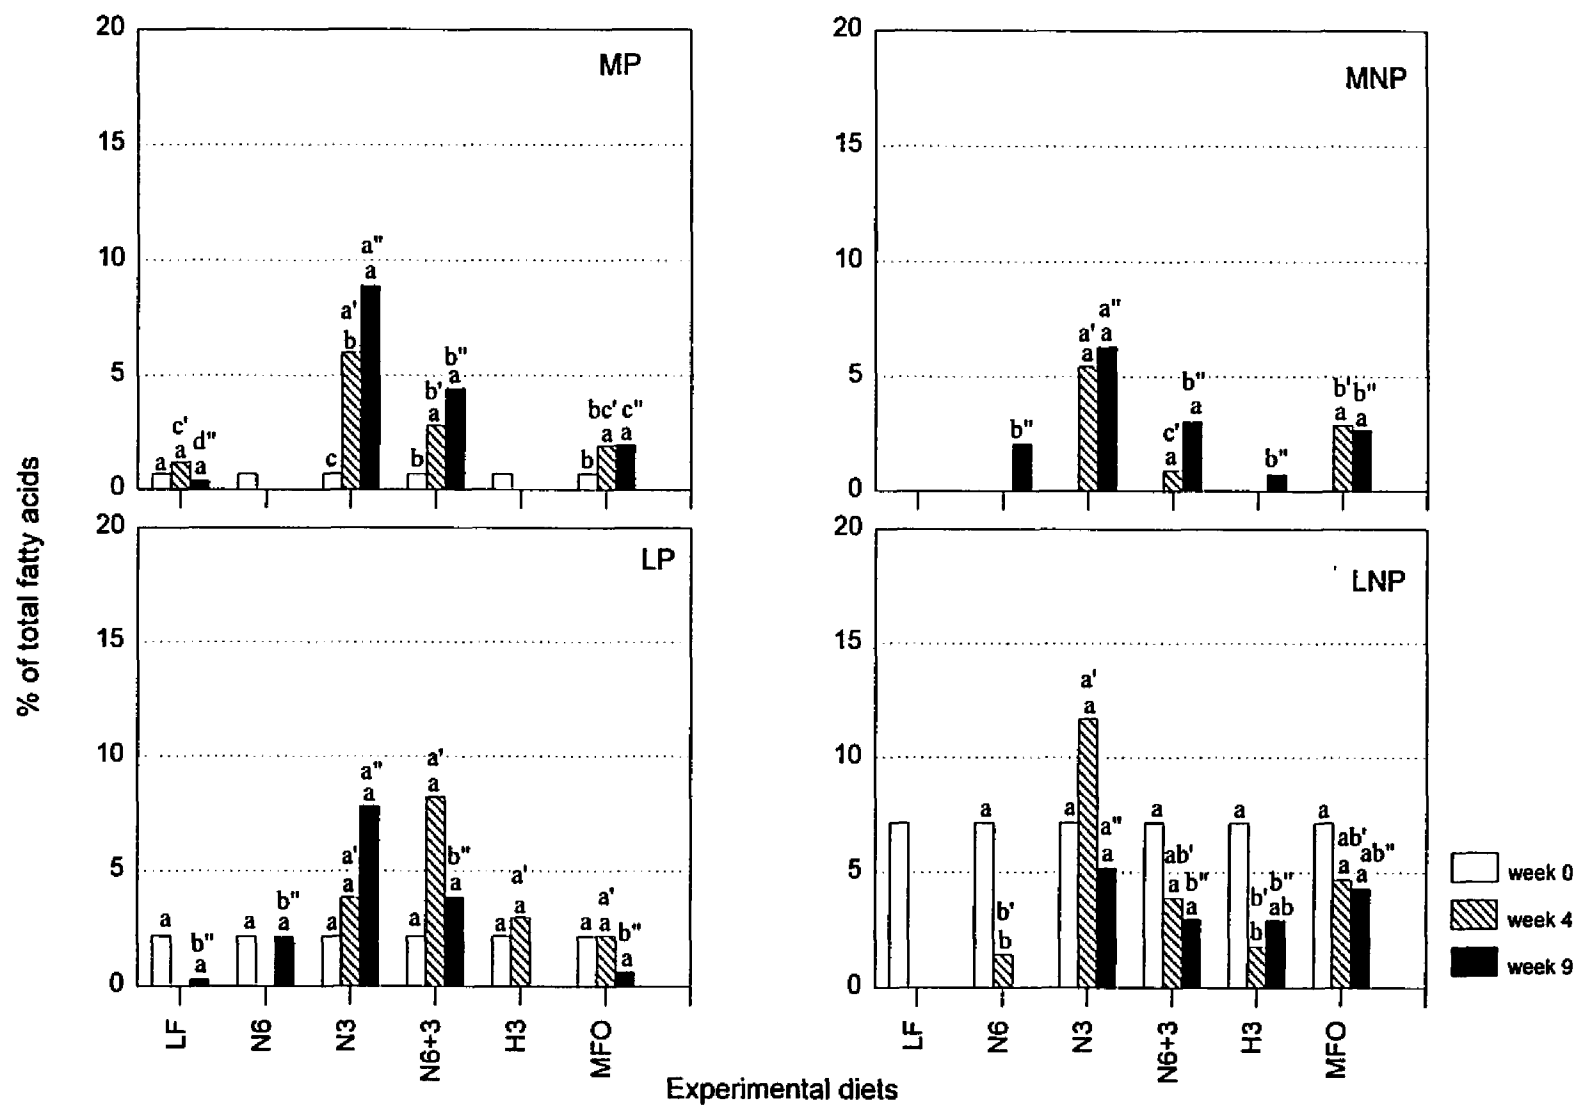 20
15
10
5
0
MP
c'
a
a
d"
a
c
a'
b
a"
a
b
b'
a
b"
a
b
bc'
a
c"
a
20
15
10
5
0
MNP
b"
a'
a
a"
a
c'
a
b"
a
b"
b'
a
b"
a
% of total fatty acids
20
15
10
5
0
LP
a
b"
a
a
b"
a
a
a'
a
a"
a
a
a'
a
b"
a
a
a'
a
a
a'
a
b"
a
LF
N6
N3
N6+3
H3
MFO
20
15
10
5
0
LNP
a
b'
b
a
a'
a
a"
a
a
ab'
a
b"
a
a
b'
b
b"
ab
a
ab'
a
ab"
a
LF
N6
N3
N6+3
H3
MFO
week 0
week 4
week 9
Experimental diets